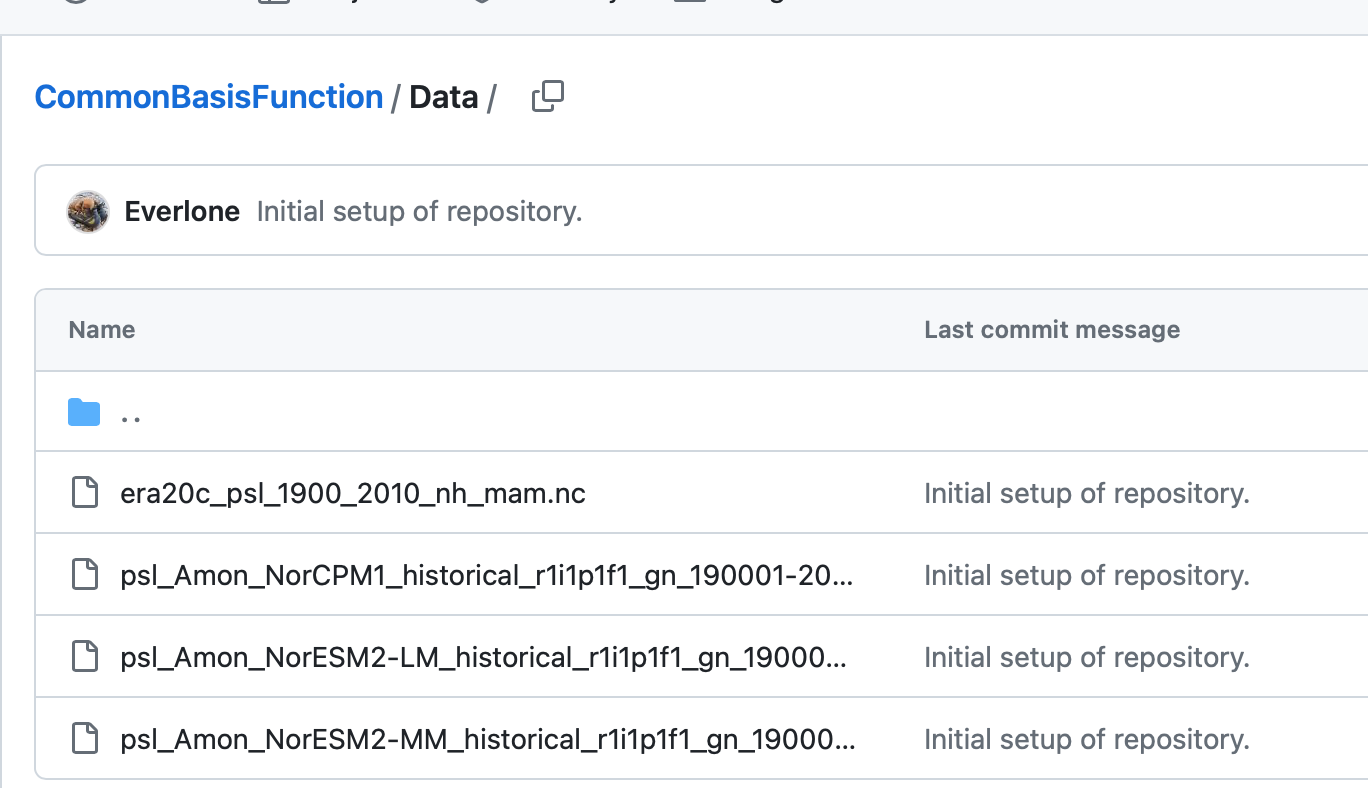 CommonBasisFunction / Data /
Everlone Initial setup of repository.
Name Last commit message
..
era20c_psl_1900_2010_nh_mam.nc Initial setup of repository.
psl_Amon_NorCPM1_historical_r1i1p1f1_gn_190001-20... Initial setup of repository.
psl_Amon_NorESM2-LM_historical_r1i1p1f1_gn_19000... Initial setup of repository.
psl_Amon_NorESM2-MM_historical_r1i1p1f1_gn_19000... Initial setup of repository.